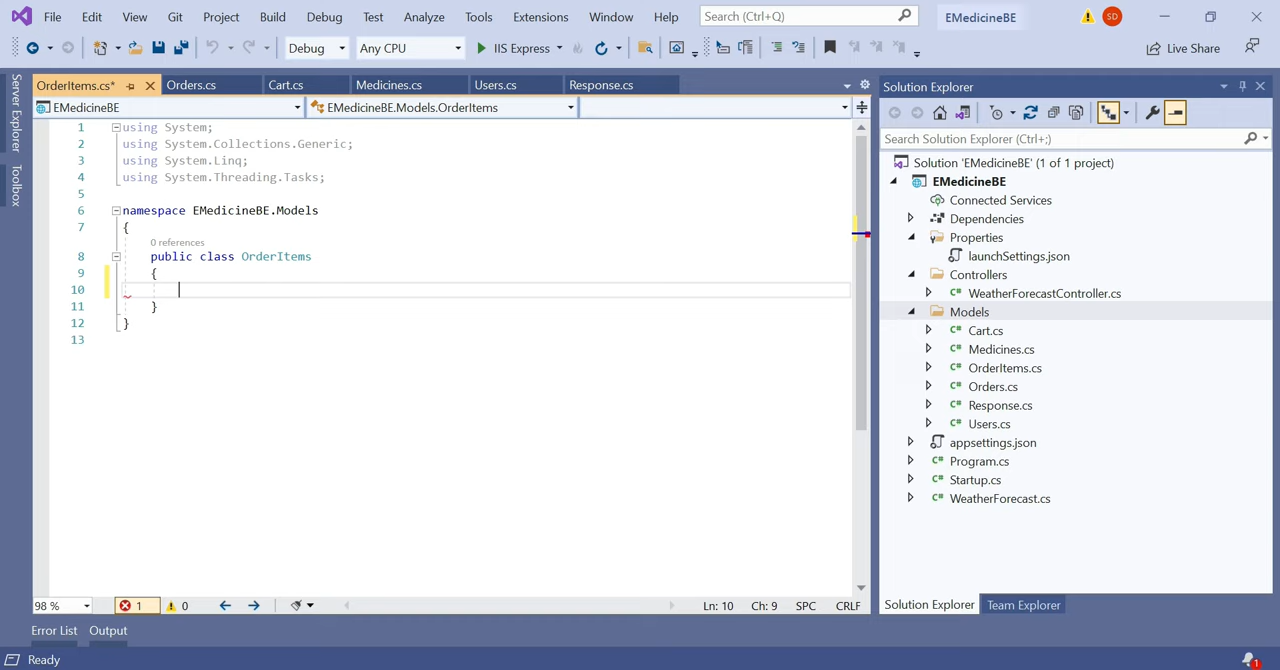 File Edit View Git Project Build Debug Test Analyze Tools Extensions Window Help Search (Ctrl+Q) EMedicineBE SD
Debug Any CPU IIS Express Live Share
Server Explorer
Toolbox
OrderItems.cs* Orders.cs Cart.cs Medicines.cs Users.cs Response.cs
EMedicineBE EMedicineBE.Models.OrderItems
1 using System;
2 using System.Collections.Generic;
3 using System.Linq;
4 using System.Threading.Tasks;
5
6 namespace EMedicineBE.Models
7 {
0 references
8 public class OrderItems
9 {
10
11 }
12 }
13
98 % 1 0 Ln: 10 Ch: 9 SPC CRLF
Solution Explorer
Search Solution Explorer (Ctrl+;)
Solution 'EMedicineBE' (1 of 1 project)
EMedicineBE
Connected Services
Dependencies
Properties
launchSettings.json
Controllers
C# WeatherForecastController.cs
Models
C# Cart.cs
C# Medicines.cs
C# OrderItems.cs
C# Orders.cs
C# Response.cs
C# Users.cs
appsettings.json
C# Program.cs
C# Startup.cs
C# WeatherForecast.cs
Solution Explorer Team Explorer
Error List Output
Ready 1